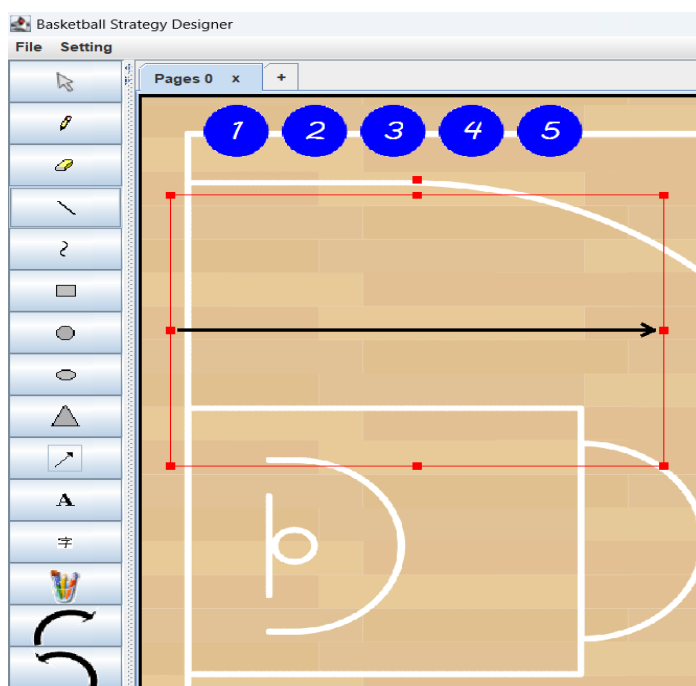 Basketball Strategy Designer
File Setting
Pages 0 x +
1 2 3 4 5
A
字